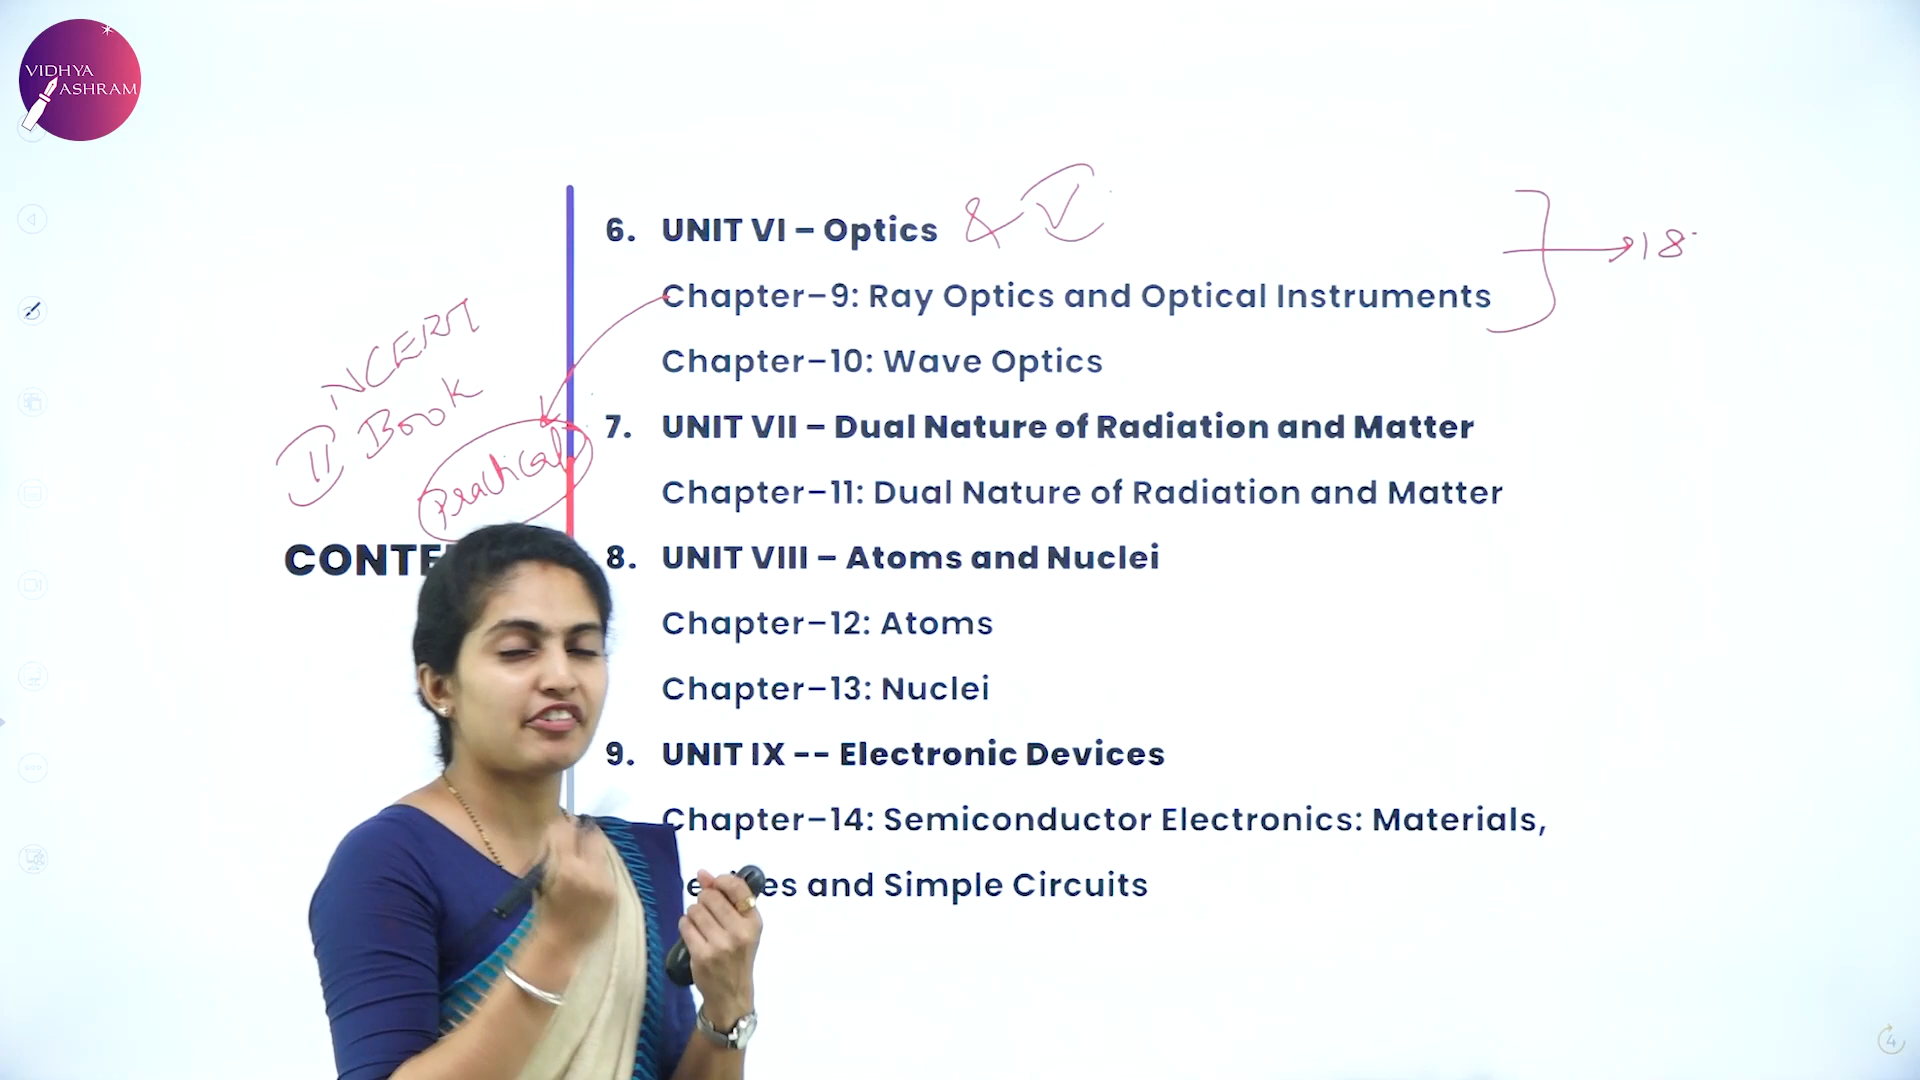 VIDHYA
ASHRAM
6. UNIT VI – Optics & V
Chapter–9: Ray Optics and Optical Instruments
18
Chapter–10: Wave Optics
NCERT
II Book
Practical
7. UNIT VII – Dual Nature of Radiation and Matter
Chapter–11: Dual Nature of Radiation and Matter
CONTE
8. UNIT VIII – Atoms and Nuclei
Chapter–12: Atoms
Chapter–13: Nuclei
9. UNIT IX -- Electronic Devices
Chapter–14: Semiconductor Electronics: Materials,
and Simple Circuits
4